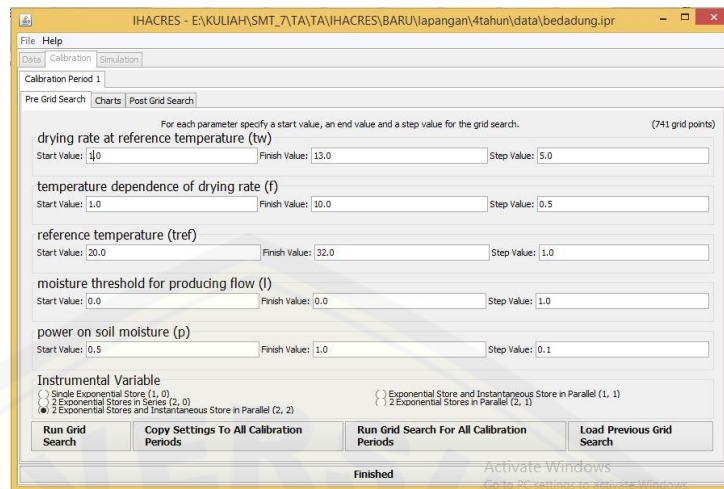 IHACRES - E:\KULIAH\SMT_7\TA\TA\IHACRES\BARU\lapangan\4tahun\data\bedadung.ipr
File Help
Data Calibration Simulation
Calibration Period 1
Pre Grid Search Charts Post Grid Search
For each parameter specify a start value, an end value and a step value for the grid search. (741 grid points)
drying rate at reference temperature (tw)
Start Value: 1.0 Finish Value: 13.0 Step Value: 5.0
temperature dependence of drying rate (f)
Start Value: 1.0 Finish Value: 10.0 Step Value: 0.5
reference temperature (tref)
Start Value: 20.0 Finish Value: 32.0 Step Value: 1.0
moisture threshold for producing flow (l)
Start Value: 0.0 Finish Value: 0.0 Step Value: 1.0
power on soil moisture (p)
Start Value: 0.5 Finish Value: 1.0 Step Value: 0.1
Instrumental Variable
Single Exponential Store (1, 0) Exponential Store and Instantaneous Store in Parallel (1, 1)
2 Exponential Stores in Series (2, 0) 2 Exponential Stores in Parallel (2, 1)
2 Exponential Stores and Instantaneous Store in Parallel (2, 2)
Run Grid Search
Copy Settings To All Calibration Periods
Run Grid Search For All Calibration Periods
Load Previous Grid Search
Finished
Activate Windows
Go to PC settings to activate Windows.